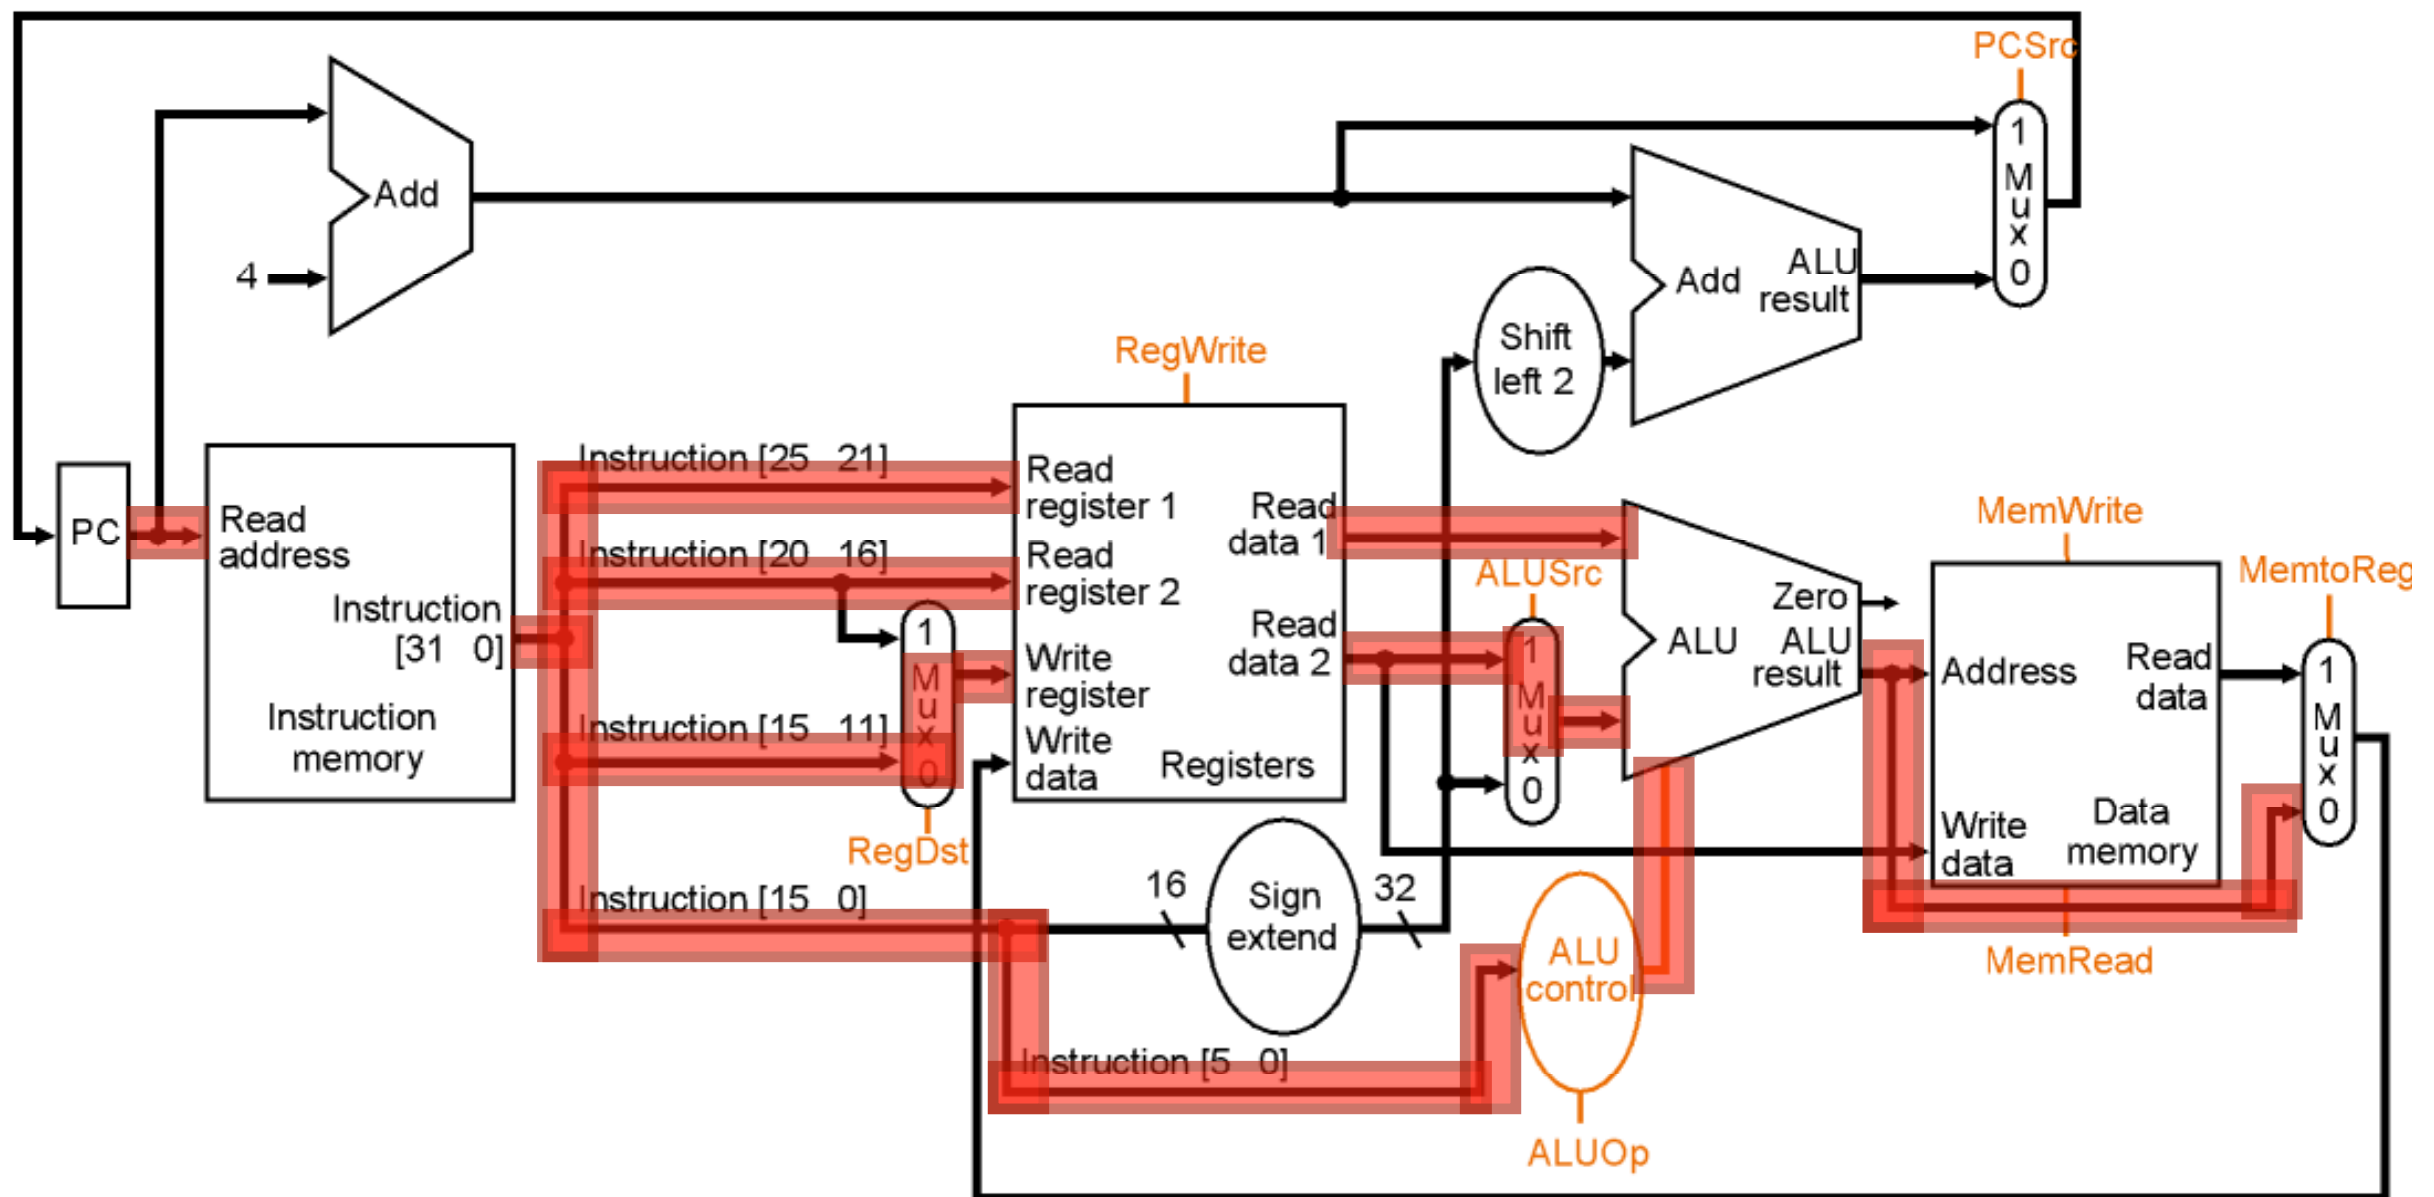 PCSrc
1
M
u
x
0
Add
4
Add
ALU
result
Shift
left 2
RegWrite
PC
Read
address
Instruction
[31 0]
Instruction
memory
Instruction [25 21]
Instruction [20 16]
Instruction [15 11]
Instruction [15 0]
1
M
u
x
0
RegDst
Read
register 1
Read
register 2
Write
register
Write
data
Read
data 1
Read
data 2
Registers
16
Sign
extend
32
ALUSrc
1
M
u
x
0
Zero
ALU
ALU
result
MemWrite
Address
Read
data
Write
data
Data
memory
MemRead
MemtoReg
1
M
u
x
0
ALU
control
Instruction [5 0]
ALUOp